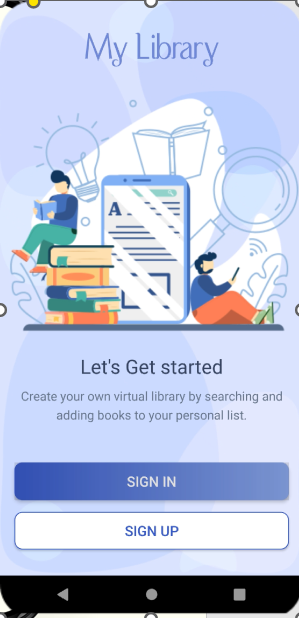 My Library
A
Let's Get started
Create your own virtual library by searching and
adding books to your personal list.
SIGN IN
SIGN UP